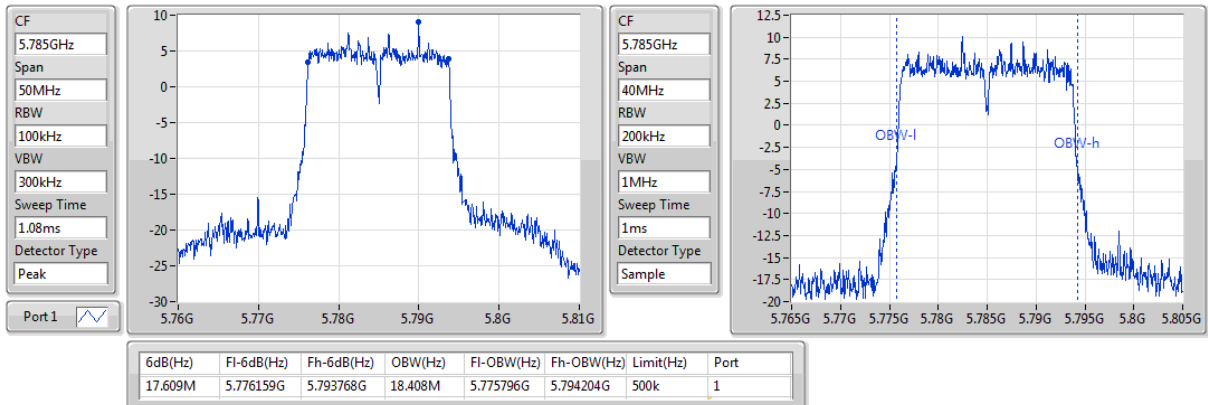 CF
5.785GHz
Span
50MHz
RBW
100kHz
VBW
300kHz
Sweep Time
1.08ms
Detector Type
Peak
Port 1
10
5
0
-5
-10
-15
-20
-25
-30
5.76G 5.77G 5.78G 5.79G 5.8G 5.81G
CF
5.785GHz
Span
40MHz
RBW
200kHz
VBW
1MHz
Sweep Time
1ms
Detector Type
Sample
12.5
10
7.5
5
2.5
0
-2.5
-5
-7.5
-10
-12.5
-15
-17.5
-20
OBW-l
OBW-h
5.765G 5.77G 5.775G 5.78G 5.785G 5.79G 5.795G 5.8G 5.805G
6dB(Hz) Fl-6dB(Hz) Fh-6dB(Hz) OBW(Hz) Fl-OBW(Hz) Fh-OBW(Hz) Limit(Hz) Port
17.609M 5.776159G 5.793768G 18.408M 5.775796G 5.794204G 500k 1